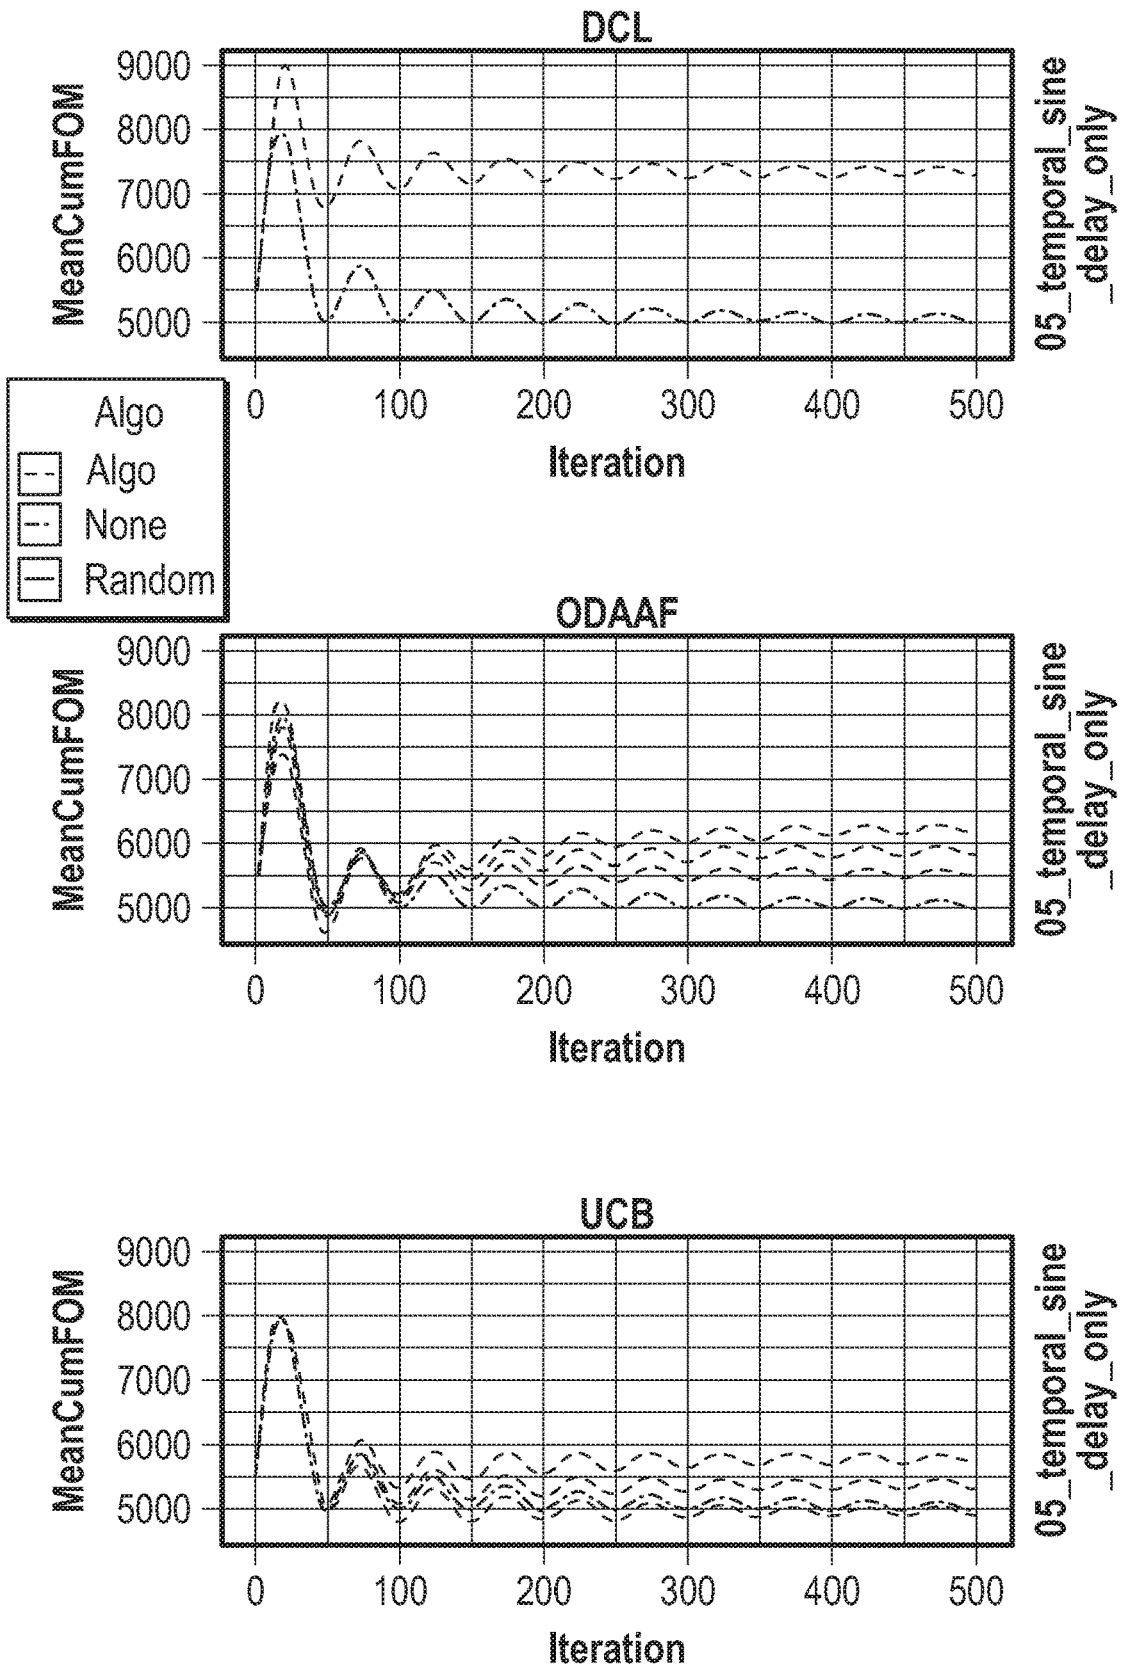 DCL
MeanCumFOM
9000
8000
7000
6000
5000
0 100 200 300 400 500
Iteration
05_temporal_sine
_delay_only
Algo
Algo
None
Random
ODAAF
MeanCumFOM
9000
8000
7000
6000
5000
0 100 200 300 400 500
Iteration
05_temporal_sine
_delay_only
UCB
MeanCumFOM
9000
8000
7000
6000
5000
0 100 200 300 400 500
Iteration
05_temporal_sine
_delay_only